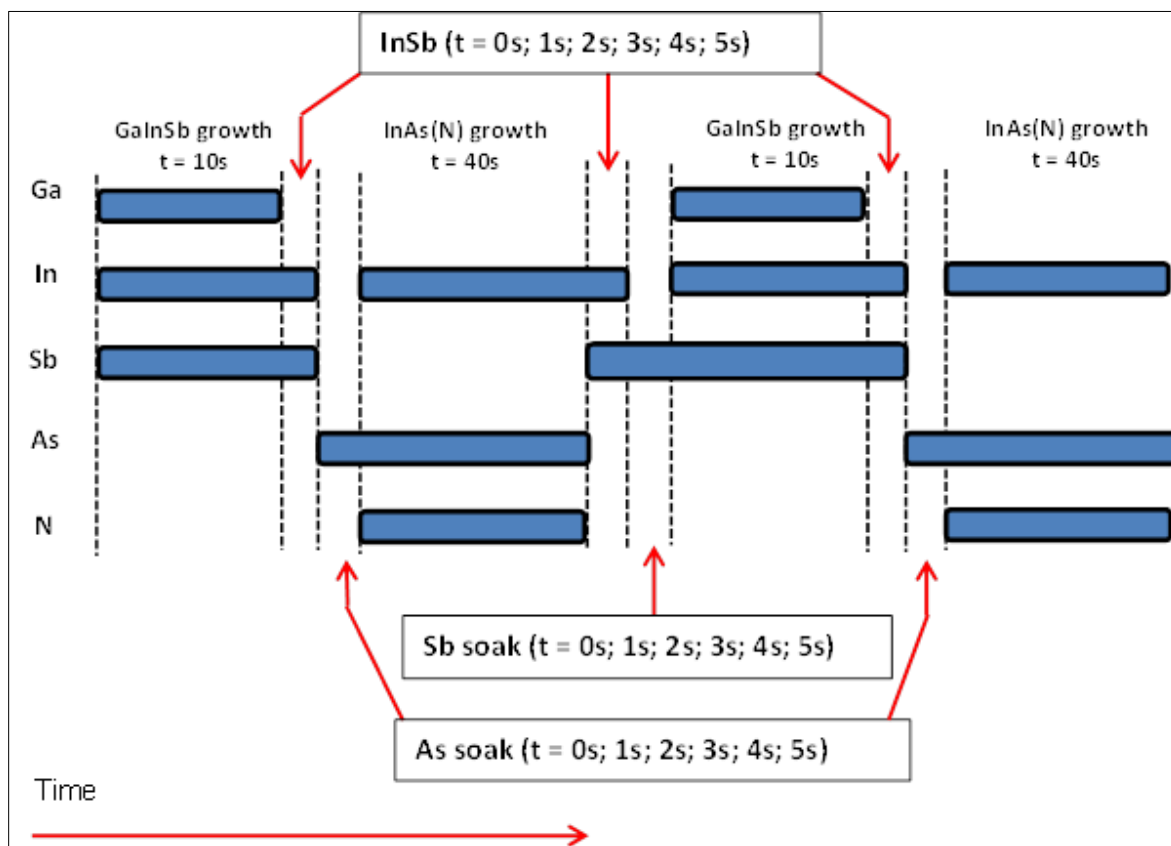 InSb (t = 0s; 1s; 2s; 3s; 4s; 5s)
GaInSb growth
t = 10s
InAs(N) growth
t = 40s
GaInSb growth
t = 10s
InAs(N) growth
t = 40s
Ga
In
Sb
As
N
Sb soak (t = 0s; 1s; 2s; 3s; 4s; 5s)
As soak (t = 0s; 1s; 2s; 3s; 4s; 5s)
Time